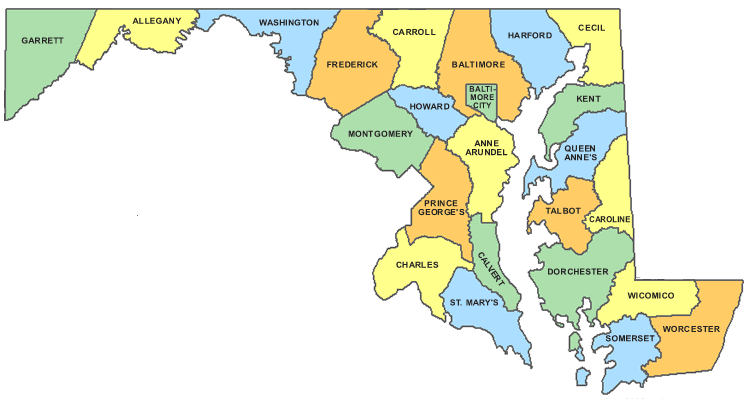 GARRETT
ALLEGANY
WASHINGTON
FREDERICK
CARROLL
BALTIMORE
HARFORD
CECIL
BALTI-
MORE
CITY
KENT
HOWARD
MONTGOMERY
ANNE
ARUNDEL
QUEEN
ANNE'S
PRINCE
GEORGE'S
TALBOT
CAROLINE
CHARLES
CALVERT
DORCHESTER
ST. MARY'S
WICOMICO
SOMERSET
WORCESTER